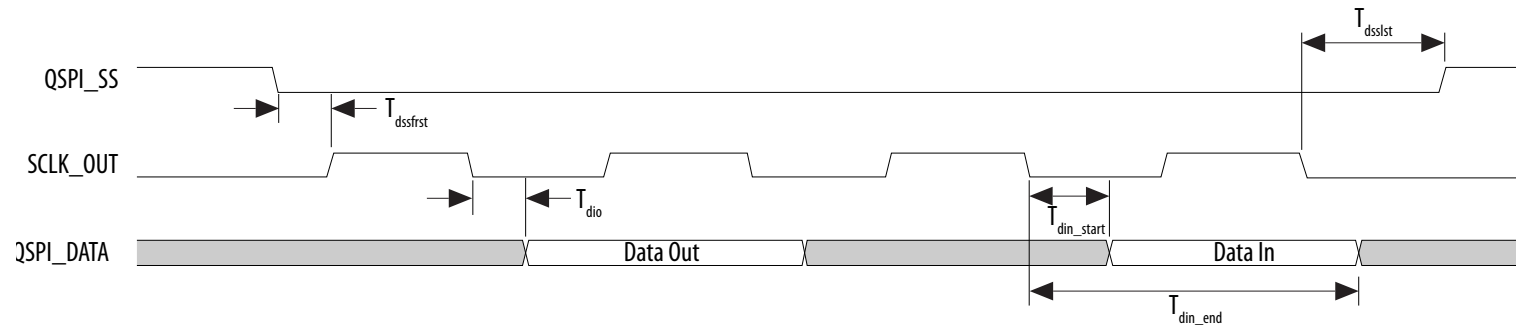 T_dsslst
QSPI_SS
T_dssfrst
SCLK_OUT
T_dio
T_din_start
QSPI_DATA Data Out Data In
T_din_end